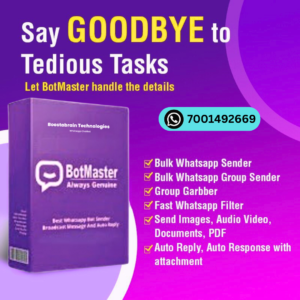 Say GOODBYE to
Tedious Tasks
Let BotMaster handle the details
7001492669
Boostabrain Technologies
BotMaster
Always Genuine
Best Whatsapp Bot Sender
Broadcast Message And Auto Reply
Bulk Whatsapp Sender
Bulk Whatsapp Group Sender
Group Garbber
Fast Whatsapp Filter
Send Images, Audio Video,
Documents, PDF
Auto Reply, Auto Response with
attachment